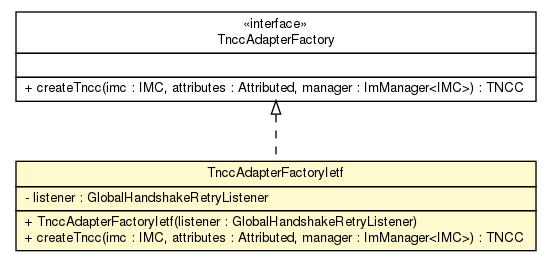 «interface»
TnccAdapterFactory
+ createTncc(imc : IMC, attributes : Attributed, manager : ImManager<IMC>) : TNCC
TnccAdapterFactoryIetf
- listener : GlobalHandshakeRetryListener
+ TnccAdapterFactoryIetf(listener : GlobalHandshakeRetryListener)
+ createTncc(imc : IMC, attributes : Attributed, manager : ImManager<IMC>) : TNCC